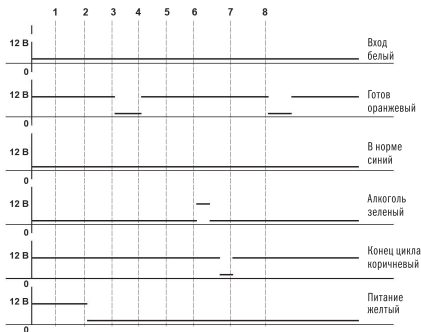 1 2 3 4 5 6 7 8
12 В
Вход
белый
0
12 В
Готов
оранжевый
0
12 В
В норме
синий
0
12 В
Алкоголь
зеленый
0
12 В
Конец цикла
коричневый
0
12 В
Питание
желтый
0